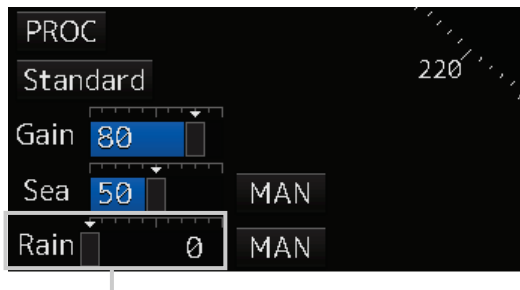 PROC
Standard
220
Gain 80
Sea 50 MAN
Rain 0 MAN